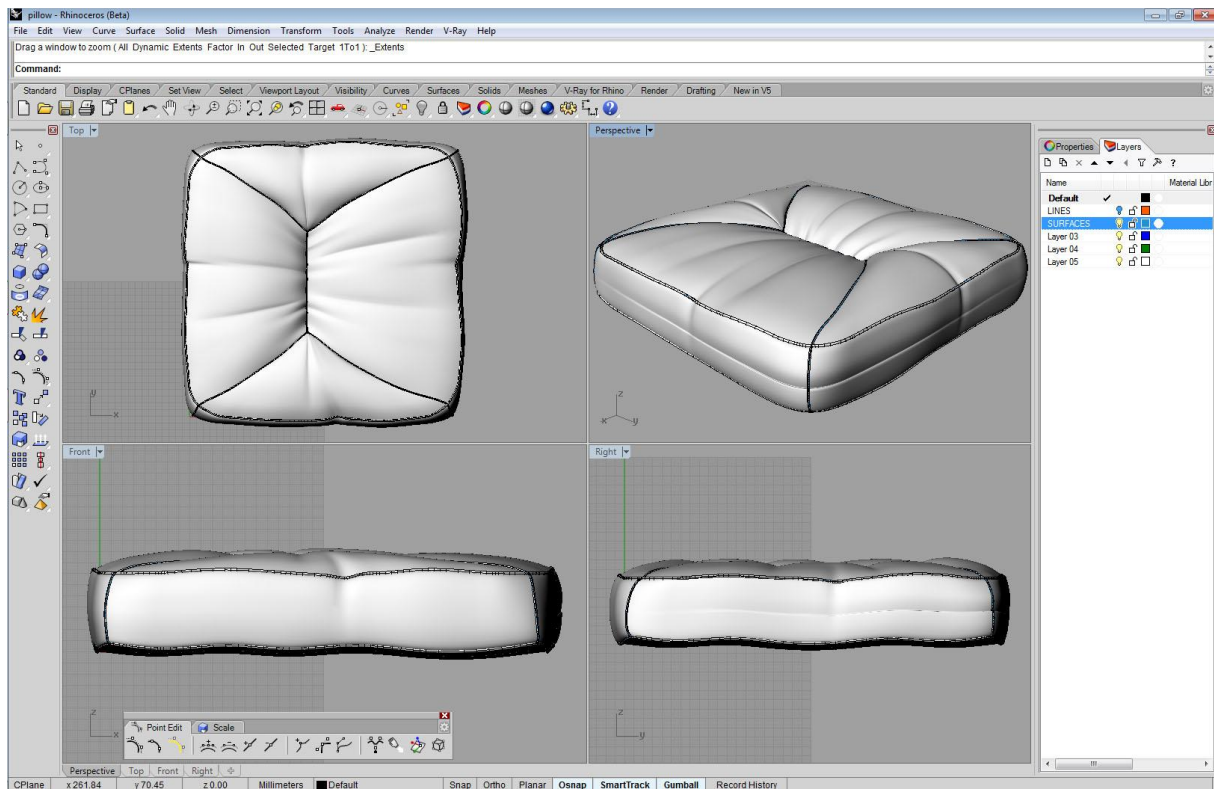 pillow - Rhinoceros (Beta)
File Edit View Curve Surface Solid Mesh Dimension Transform Tools Analyze Render V-Ray Help
Drag a window to zoom ( All Dynamic Extents Factor In Out Selected Target 1To1 ): _Extents
Command:
Standard Display CPlanes Set View Select Viewport Layout Visibility Curves Surfaces Solids Meshes V-Ray for Rhino Render Drafting New in V5
Top
Perspective
Properties Layers
Name Material Libr
Default
LINES
SURFACES
Layer 03
Layer 04
Layer 05
y
x
z
x y
Front
Right
Point Edit Scale
z
x
z
y
Perspective Top Front Right
CPlane x 261.84 y 70.45 z 0.00 Millimeters Default Snap Ortho Planar Osnap SmartTrack Gumball Record History